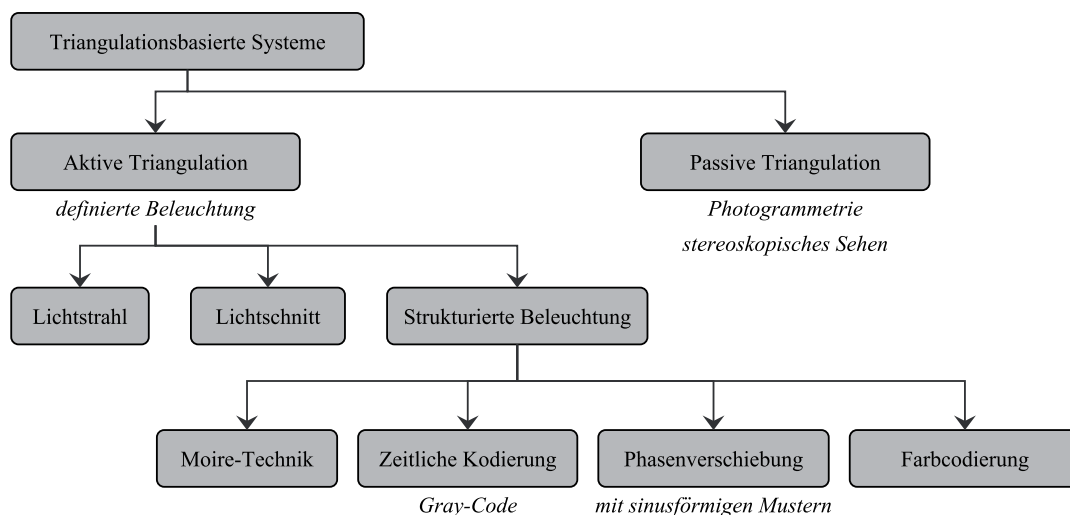 Triangulationsbasierte Systeme
Aktive Triangulation
Passive Triangulation
definierte Beleuchtung
Photogrammetrie
stereoskopisches Sehen
Lichtstrahl
Lichtschnitt
Strukturierte Beleuchtung
Moire-Technik
Zeitliche Kodierung
Phasenverschiebung
Farbcodierung
Gray-Code
mit sinusförmigen Mustern